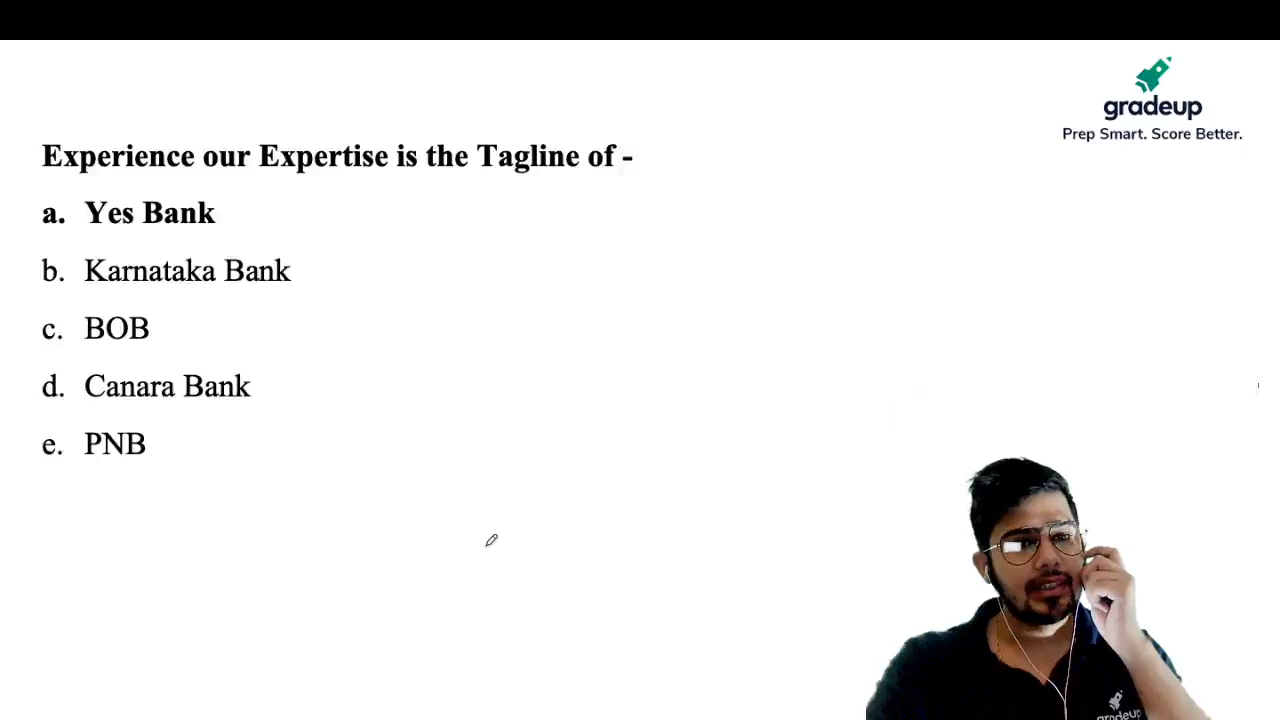 gradeup
Prep Smart. Score Better.
Experience our Expertise is the Tagline of -
a. Yes Bank
b. Karnataka Bank
c. BOB
d. Canara Bank
e. PNB
gradeup